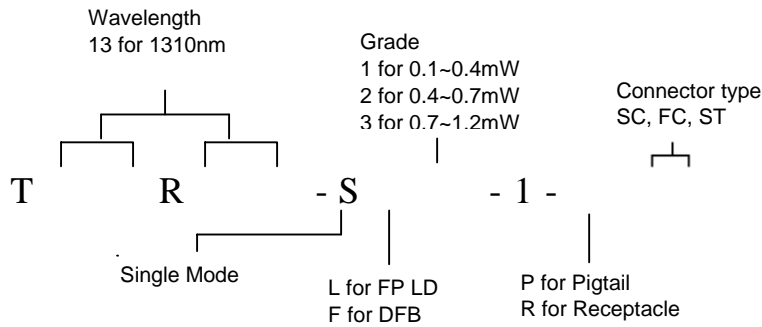 Wavelength
13 for 1310nm
Grade
1 for 0.1~0.4mW
2 for 0.4~0.7mW
3 for 0.7~1.2mW
Connector type
SC, FC, ST
T R - S - 1 -
Single Mode
L for FP LD
F for DFB
P for Pigtail
R for Receptacle